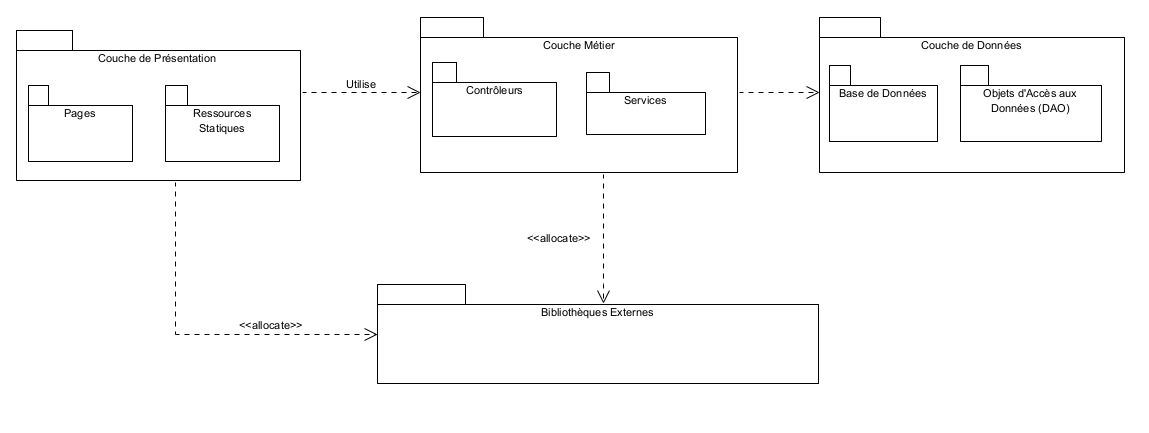 Couche de Présentation
Pages
Ressources
Statiques
Utilise
Couche Métier
Contrôleurs
Services
Couche de Données
Base de Données
Objets d'Accès aux
Données (DAO)
<<allocate>>
<<allocate>>
Bibliothèques Externes